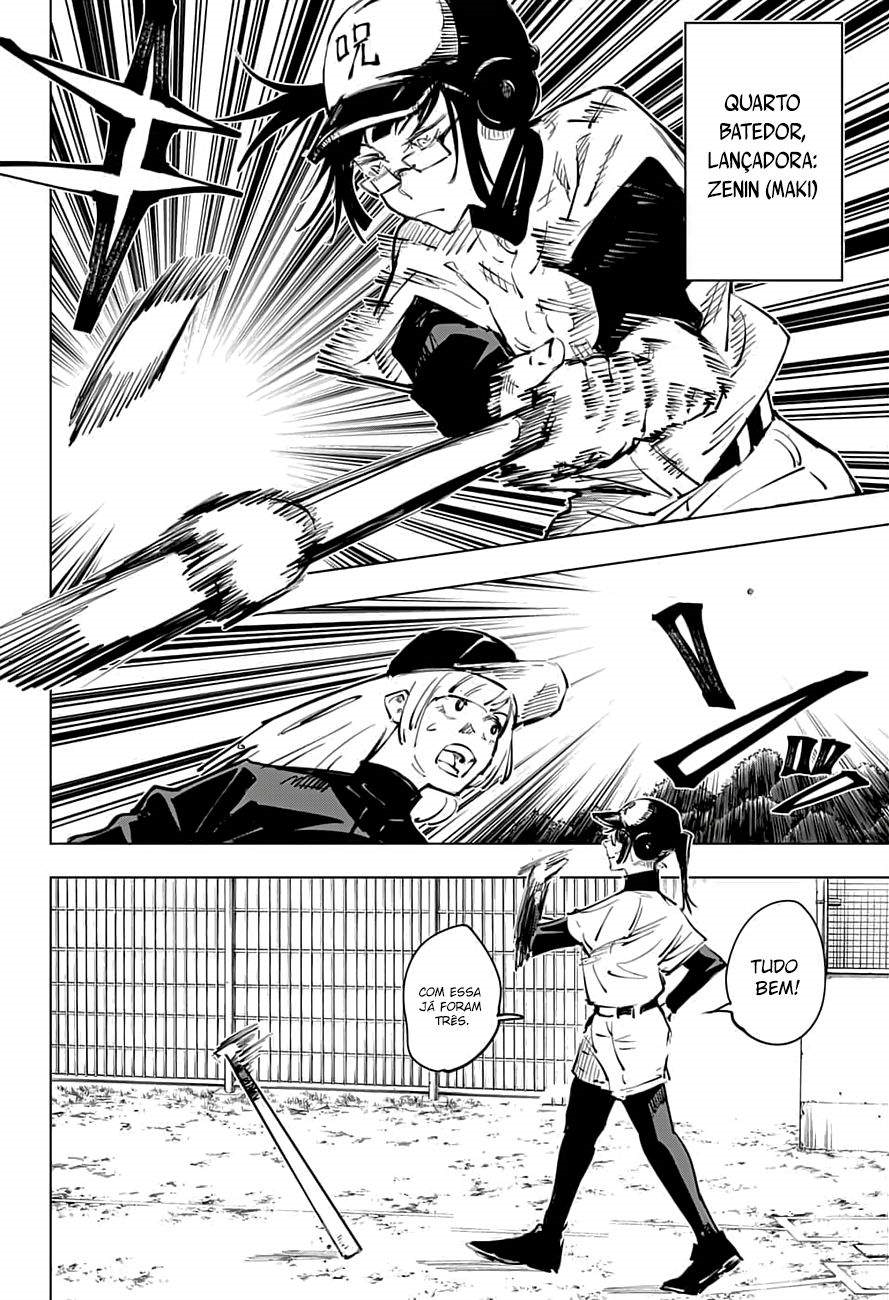 呪
QUARTO
BATEDOR,
LANÇADORA:
ZENIN (MAKI)
TUDO
BEM!
COM ESSA
JÁ FORAM
TRÊS.